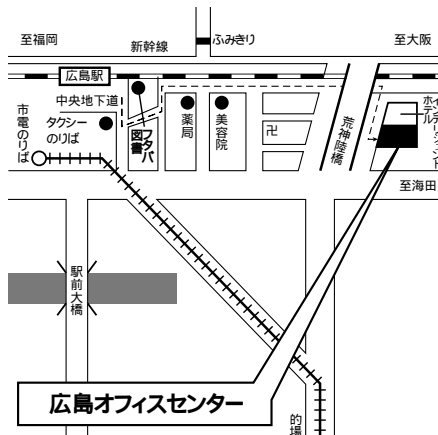 至福岡
新幹線
ふみきり
至大阪
広島駅
中央地下道
市電のりば
タクシー
のりば
フタバ
図書
薬局
美容院
卍
荒神陸橋
ホテル
至海田
駅前大橋
広島オフィスセンター
的場